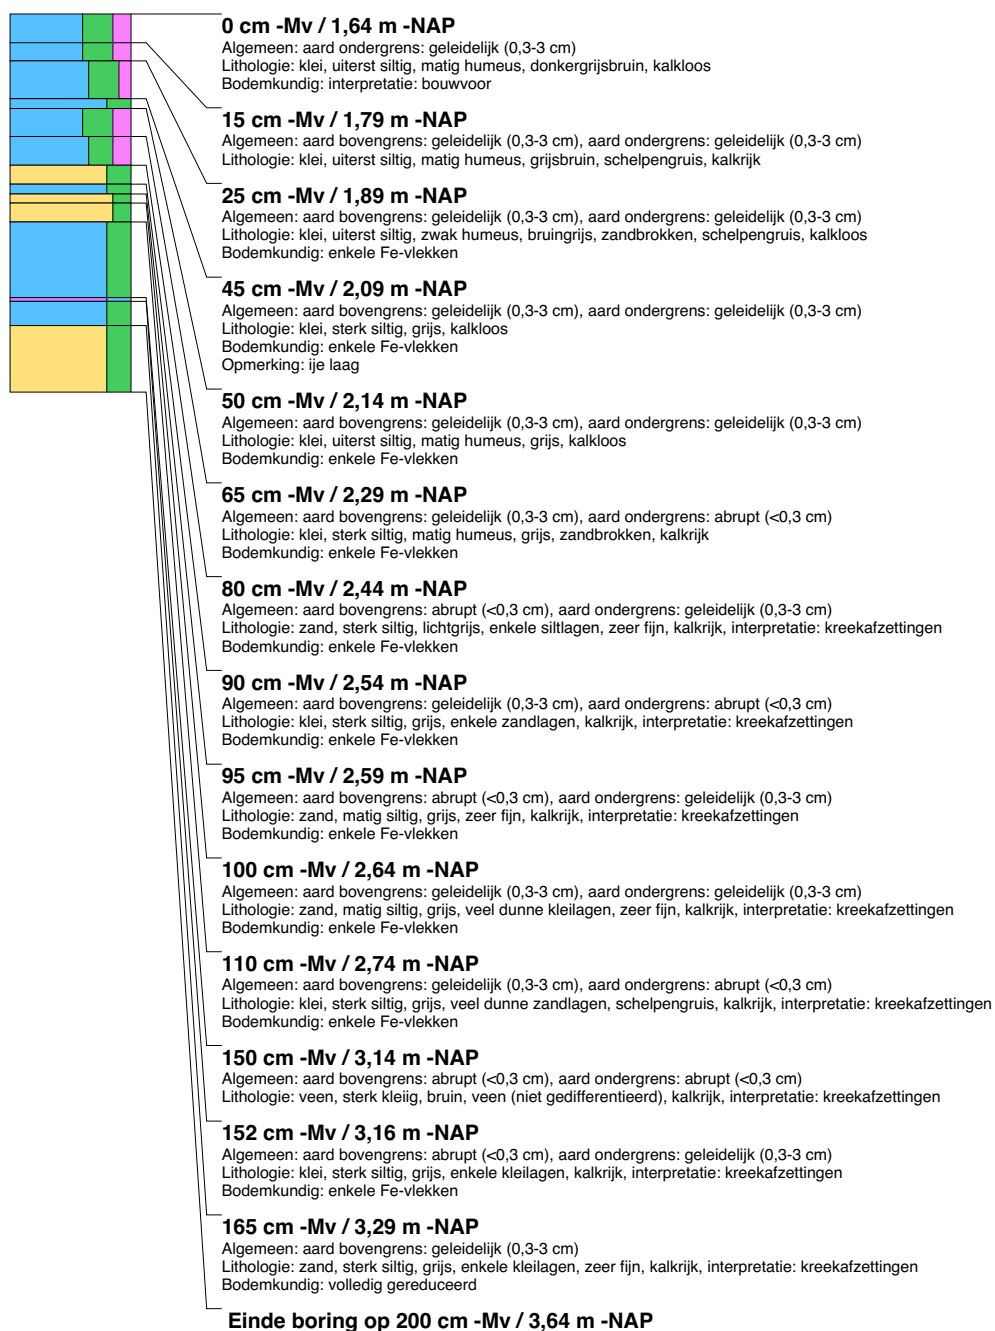 0 cm -Mv / 1,64 m -NAP
Algemeen: aard ondergrens: geleidelijk (0,3-3 cm)
Lithologie: klei, uiterst siltig, matig humeus, donkergrijsbruin, kalkloos
Bodemkundig: interpretatie: bouwvoor
15 cm -Mv / 1,79 m -NAP
Algemeen: aard bovengrens: geleidelijk (0,3-3 cm), aard ondergrens: geleidelijk (0,3-3 cm)
Lithologie: klei, uiterst siltig, matig humeus, grijsbruin, schelpengruis, kalkrijk
25 cm -Mv / 1,89 m -NAP
Algemeen: aard bovengrens: geleidelijk (0,3-3 cm), aard ondergrens: geleidelijk (0,3-3 cm)
Lithologie: klei, uiterst siltig, zwak humeus, bruingrijs, zandbrokken, schelpengruis, kalkloos
Bodemkundig: enkele Fe-vlekken
45 cm -Mv / 2,09 m -NAP
Algemeen: aard bovengrens: geleidelijk (0,3-3 cm), aard ondergrens: geleidelijk (0,3-3 cm)
Lithologie: klei, sterk siltig, grijs, kalkloos
Bodemkundig: enkele Fe-vlekken
Opmerking: ije laag
50 cm -Mv / 2,14 m -NAP
Algemeen: aard bovengrens: geleidelijk (0,3-3 cm), aard ondergrens: geleidelijk (0,3-3 cm)
Lithologie: klei, uiterst siltig, matig humeus, grijs, kalkloos
Bodemkundig: enkele Fe-vlekken
65 cm -Mv / 2,29 m -NAP
Algemeen: aard bovengrens: geleidelijk (0,3-3 cm), aard ondergrens: abrupt (<0,3 cm)
Lithologie: klei, sterk siltig, matig humeus, grijs, zandbrokken, kalkrijk
Bodemkundig: enkele Fe-vlekken
80 cm -Mv / 2,44 m -NAP
Algemeen: aard bovengrens: abrupt (<0,3 cm), aard ondergrens: geleidelijk (0,3-3 cm)
Lithologie: zand, sterk siltig, lichtgrijs, enkele siltlagen, zeer fijn, kalkrijk, interpretatie: kreekafzettingen
Bodemkundig: enkele Fe-vlekken
90 cm -Mv / 2,54 m -NAP
Algemeen: aard bovengrens: geleidelijk (0,3-3 cm), aard ondergrens: abrupt (<0,3 cm)
Lithologie: klei, sterk siltig, grijs, enkele zandlagen, kalkrijk, interpretatie: kreekafzettingen
Bodemkundig: enkele Fe-vlekken
95 cm -Mv / 2,59 m -NAP
Algemeen: aard bovengrens: abrupt (<0,3 cm), aard ondergrens: geleidelijk (0,3-3 cm)
Lithologie: zand, matig siltig, grijs, zeer fijn, kalkrijk, interpretatie: kreekafzettingen
Bodemkundig: enkele Fe-vlekken
100 cm -Mv / 2,64 m -NAP
Algemeen: aard bovengrens: geleidelijk (0,3-3 cm), aard ondergrens: geleidelijk (0,3-3 cm)
Lithologie: zand, matig siltig, grijs, veel dunne kleilagen, zeer fijn, kalkrijk, interpretatie: kreekafzettingen
Bodemkundig: enkele Fe-vlekken
110 cm -Mv / 2,74 m -NAP
Algemeen: aard bovengrens: geleidelijk (0,3-3 cm), aard ondergrens: abrupt (<0,3 cm)
Lithologie: klei, sterk siltig, grijs, veel dunne zandlagen, schelpengruis, kalkrijk, interpretatie: kreekafzettingen
Bodemkundig: enkele Fe-vlekken
150 cm -Mv / 3,14 m -NAP
Algemeen: aard bovengrens: abrupt (<0,3 cm), aard ondergrens: abrupt (<0,3 cm)
Lithologie: veen, sterk kleiig, bruin, veen (niet gedifferentieerd), kalkrijk, interpretatie: kreekafzettingen
152 cm -Mv / 3,16 m -NAP
Algemeen: aard bovengrens: abrupt (<0,3 cm), aard ondergrens: geleidelijk (0,3-3 cm)
Lithologie: klei, sterk siltig, grijs, enkele kleilagen, kalkrijk, interpretatie: kreekafzettingen
Bodemkundig: enkele Fe-vlekken
165 cm -Mv / 3,29 m -NAP
Algemeen: aard bovengrens: geleidelijk (0,3-3 cm)
Lithologie: zand, sterk siltig, grijs, enkele kleilagen, zeer fijn, kalkrijk, interpretatie: kreekafzettingen
Bodemkundig: volledig gereduceerd
Einde boring op 200 cm -Mv / 3,64 m -NAP